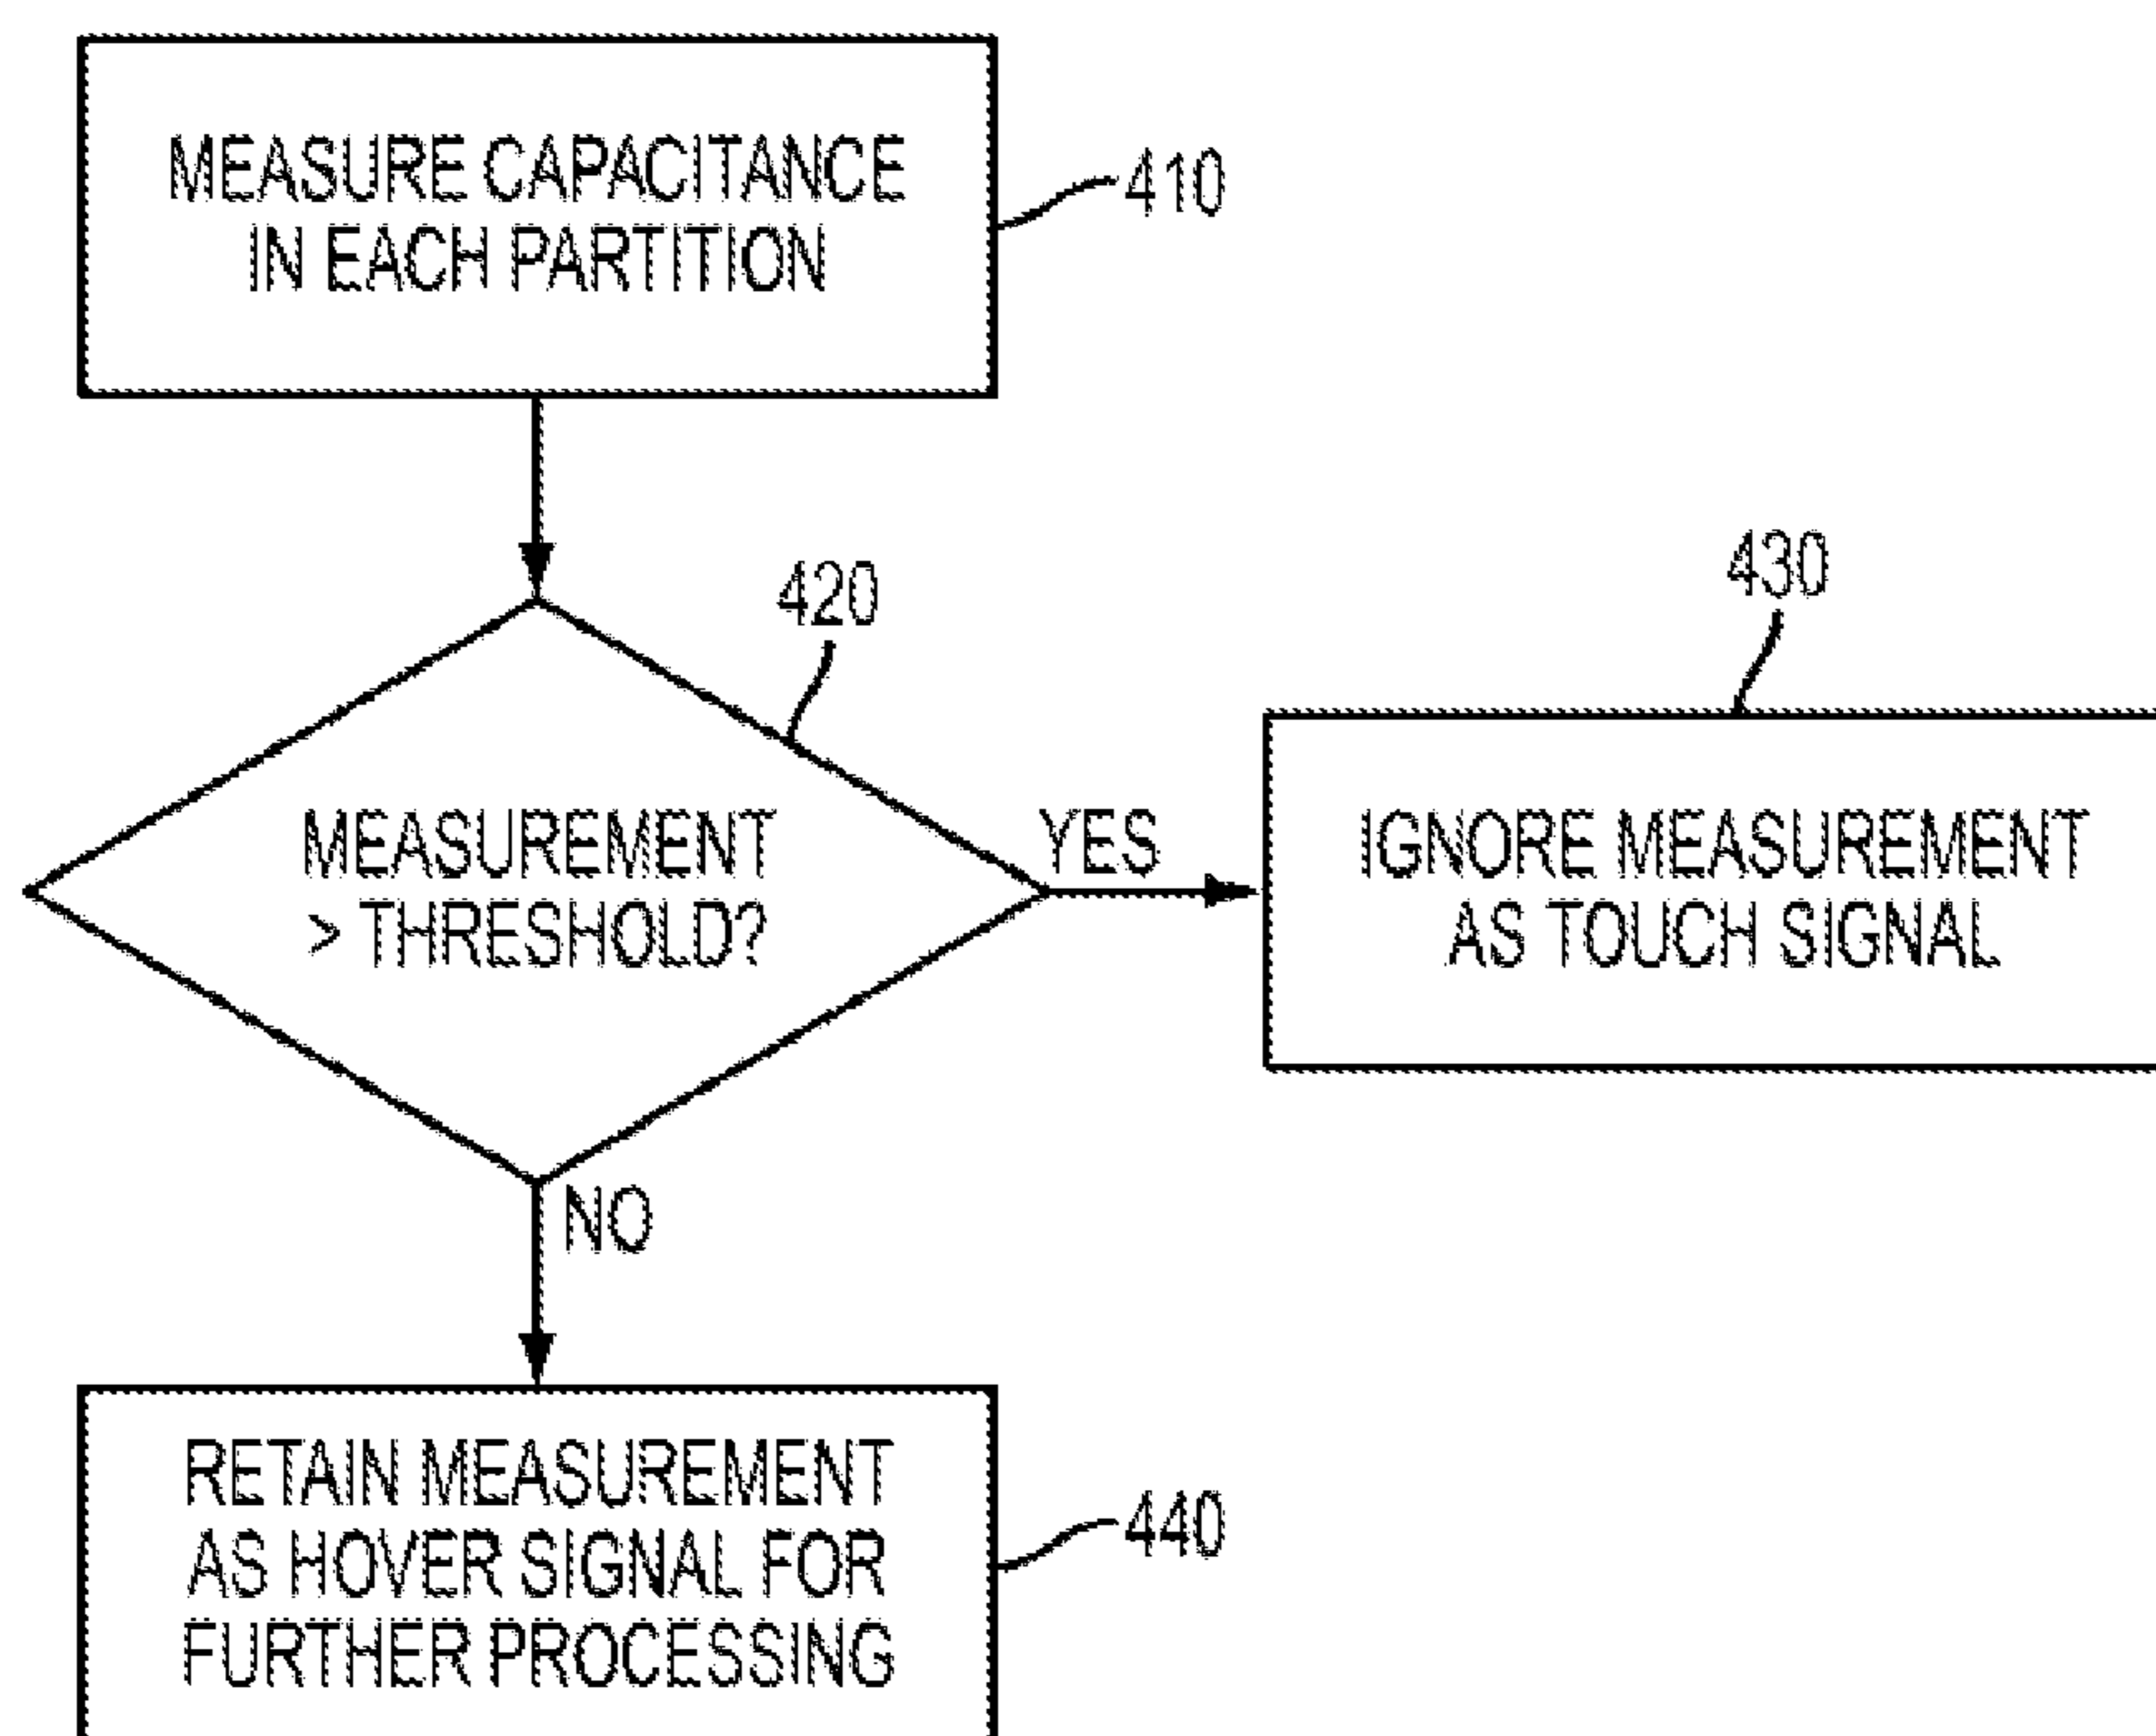 MEASURE CAPACITANCE
IN EACH PARTITION
410
420
MEASUREMENT
> THRESHOLD?
YES
430
IGNORE MEASUREMENT
AS TOUCH SIGNAL
NO
RETAIN MEASUREMENT
AS HOVER SIGNAL FOR
FURTHER PROCESSING
440